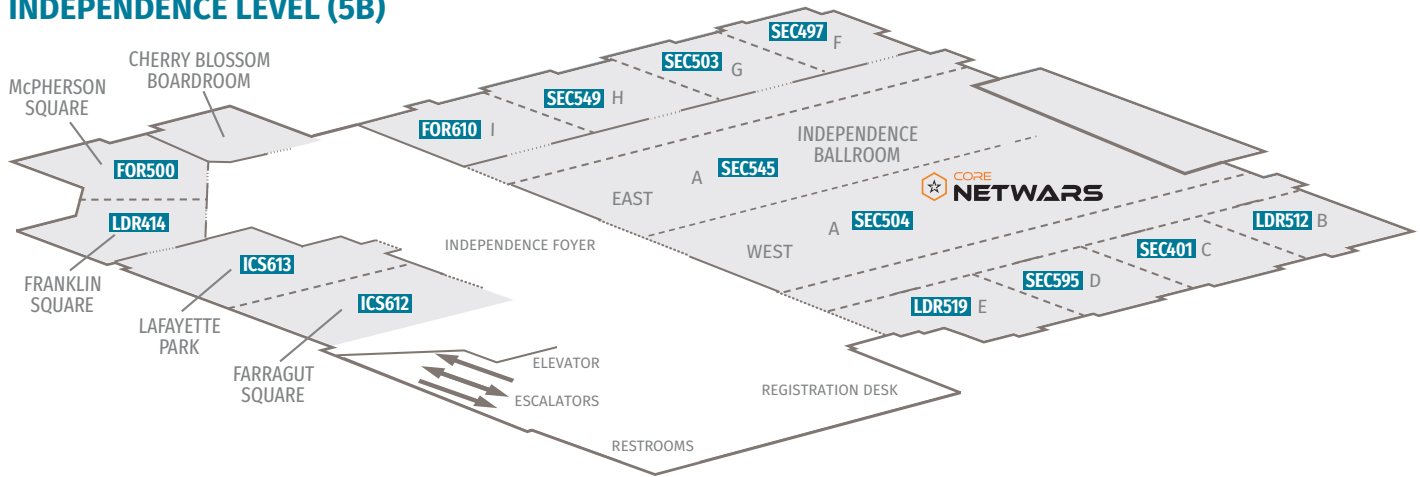 INDEPENDENCE LEVEL (5B)
CHERRY BLOSSOM
BOARDROOM
McPHERSON
SQUARE
FOR500
LDR414
FRANKLIN
SQUARE
ICS613
LAFAYETTE
PARK
ICS612
FARRAGUT
SQUARE
SEC497 F
SEC503 G
SEC549 H
FOR610 I
INDEPENDENCE
BALLROOM
A SEC545
EAST
CORE
NETWARS
A SEC504
WEST
INDEPENDENCE FOYER
LDR512 B
SEC401 C
SEC595 D
LDR519 E
ELEVATOR
ESCALATORS
REGISTRATION DESK
RESTROOMS